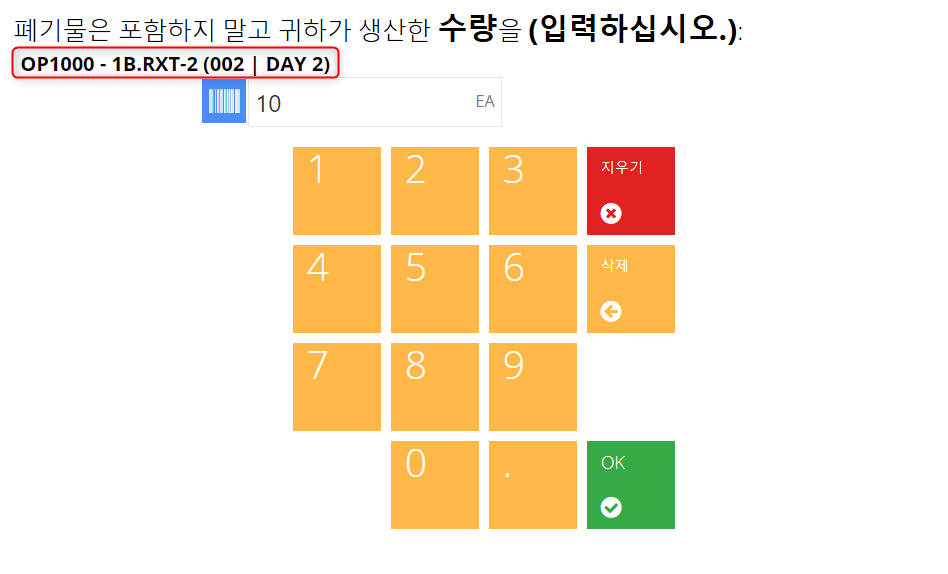 폐기물은 포함하지 말고 귀하가 생산한 수량을 (입력하십시오.):
OP1000 - 1B.RXT-2 (002 | DAY 2)
10 EA
1 2 3 지우기
4 5 6 삭제
7 8 9
0 . OK